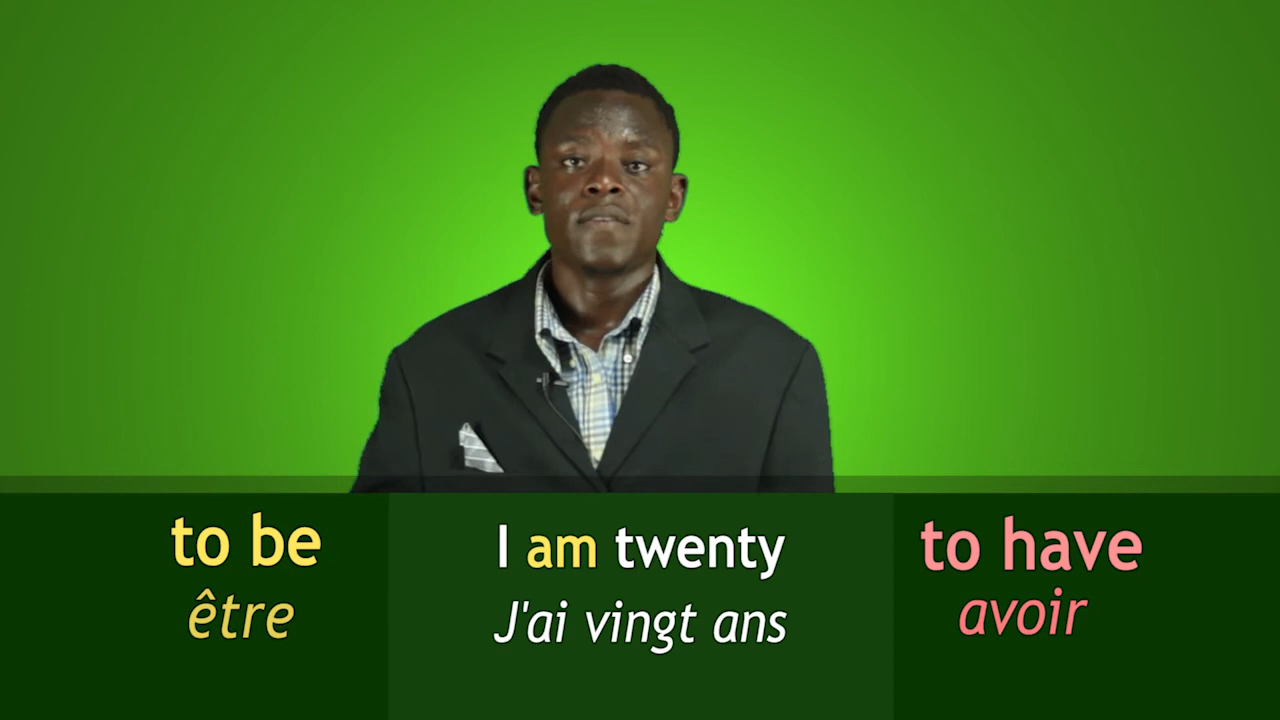 to be
être
I am twenty
J'ai vingt ans
to have
avoir